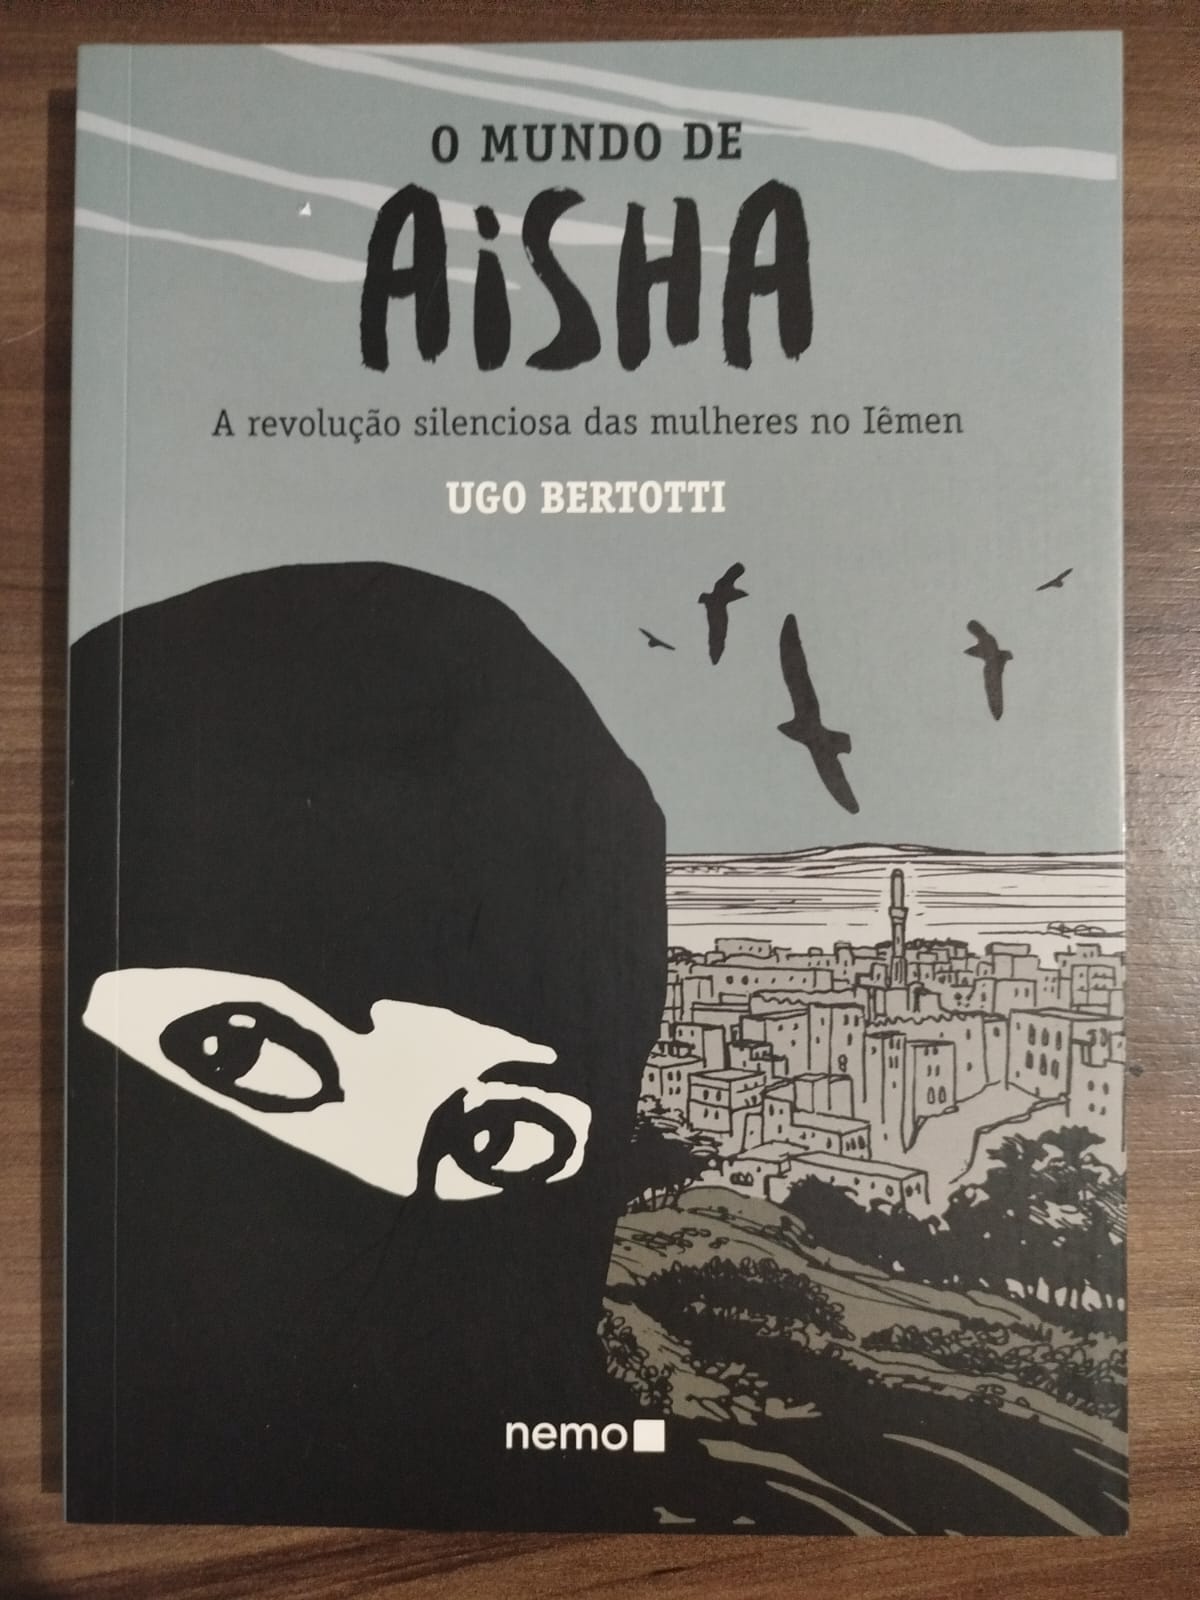 O MUNDO DE
AiSHA
A revolução silenciosa das mulheres no Iêmen
UGO BERTOTTI
nemo